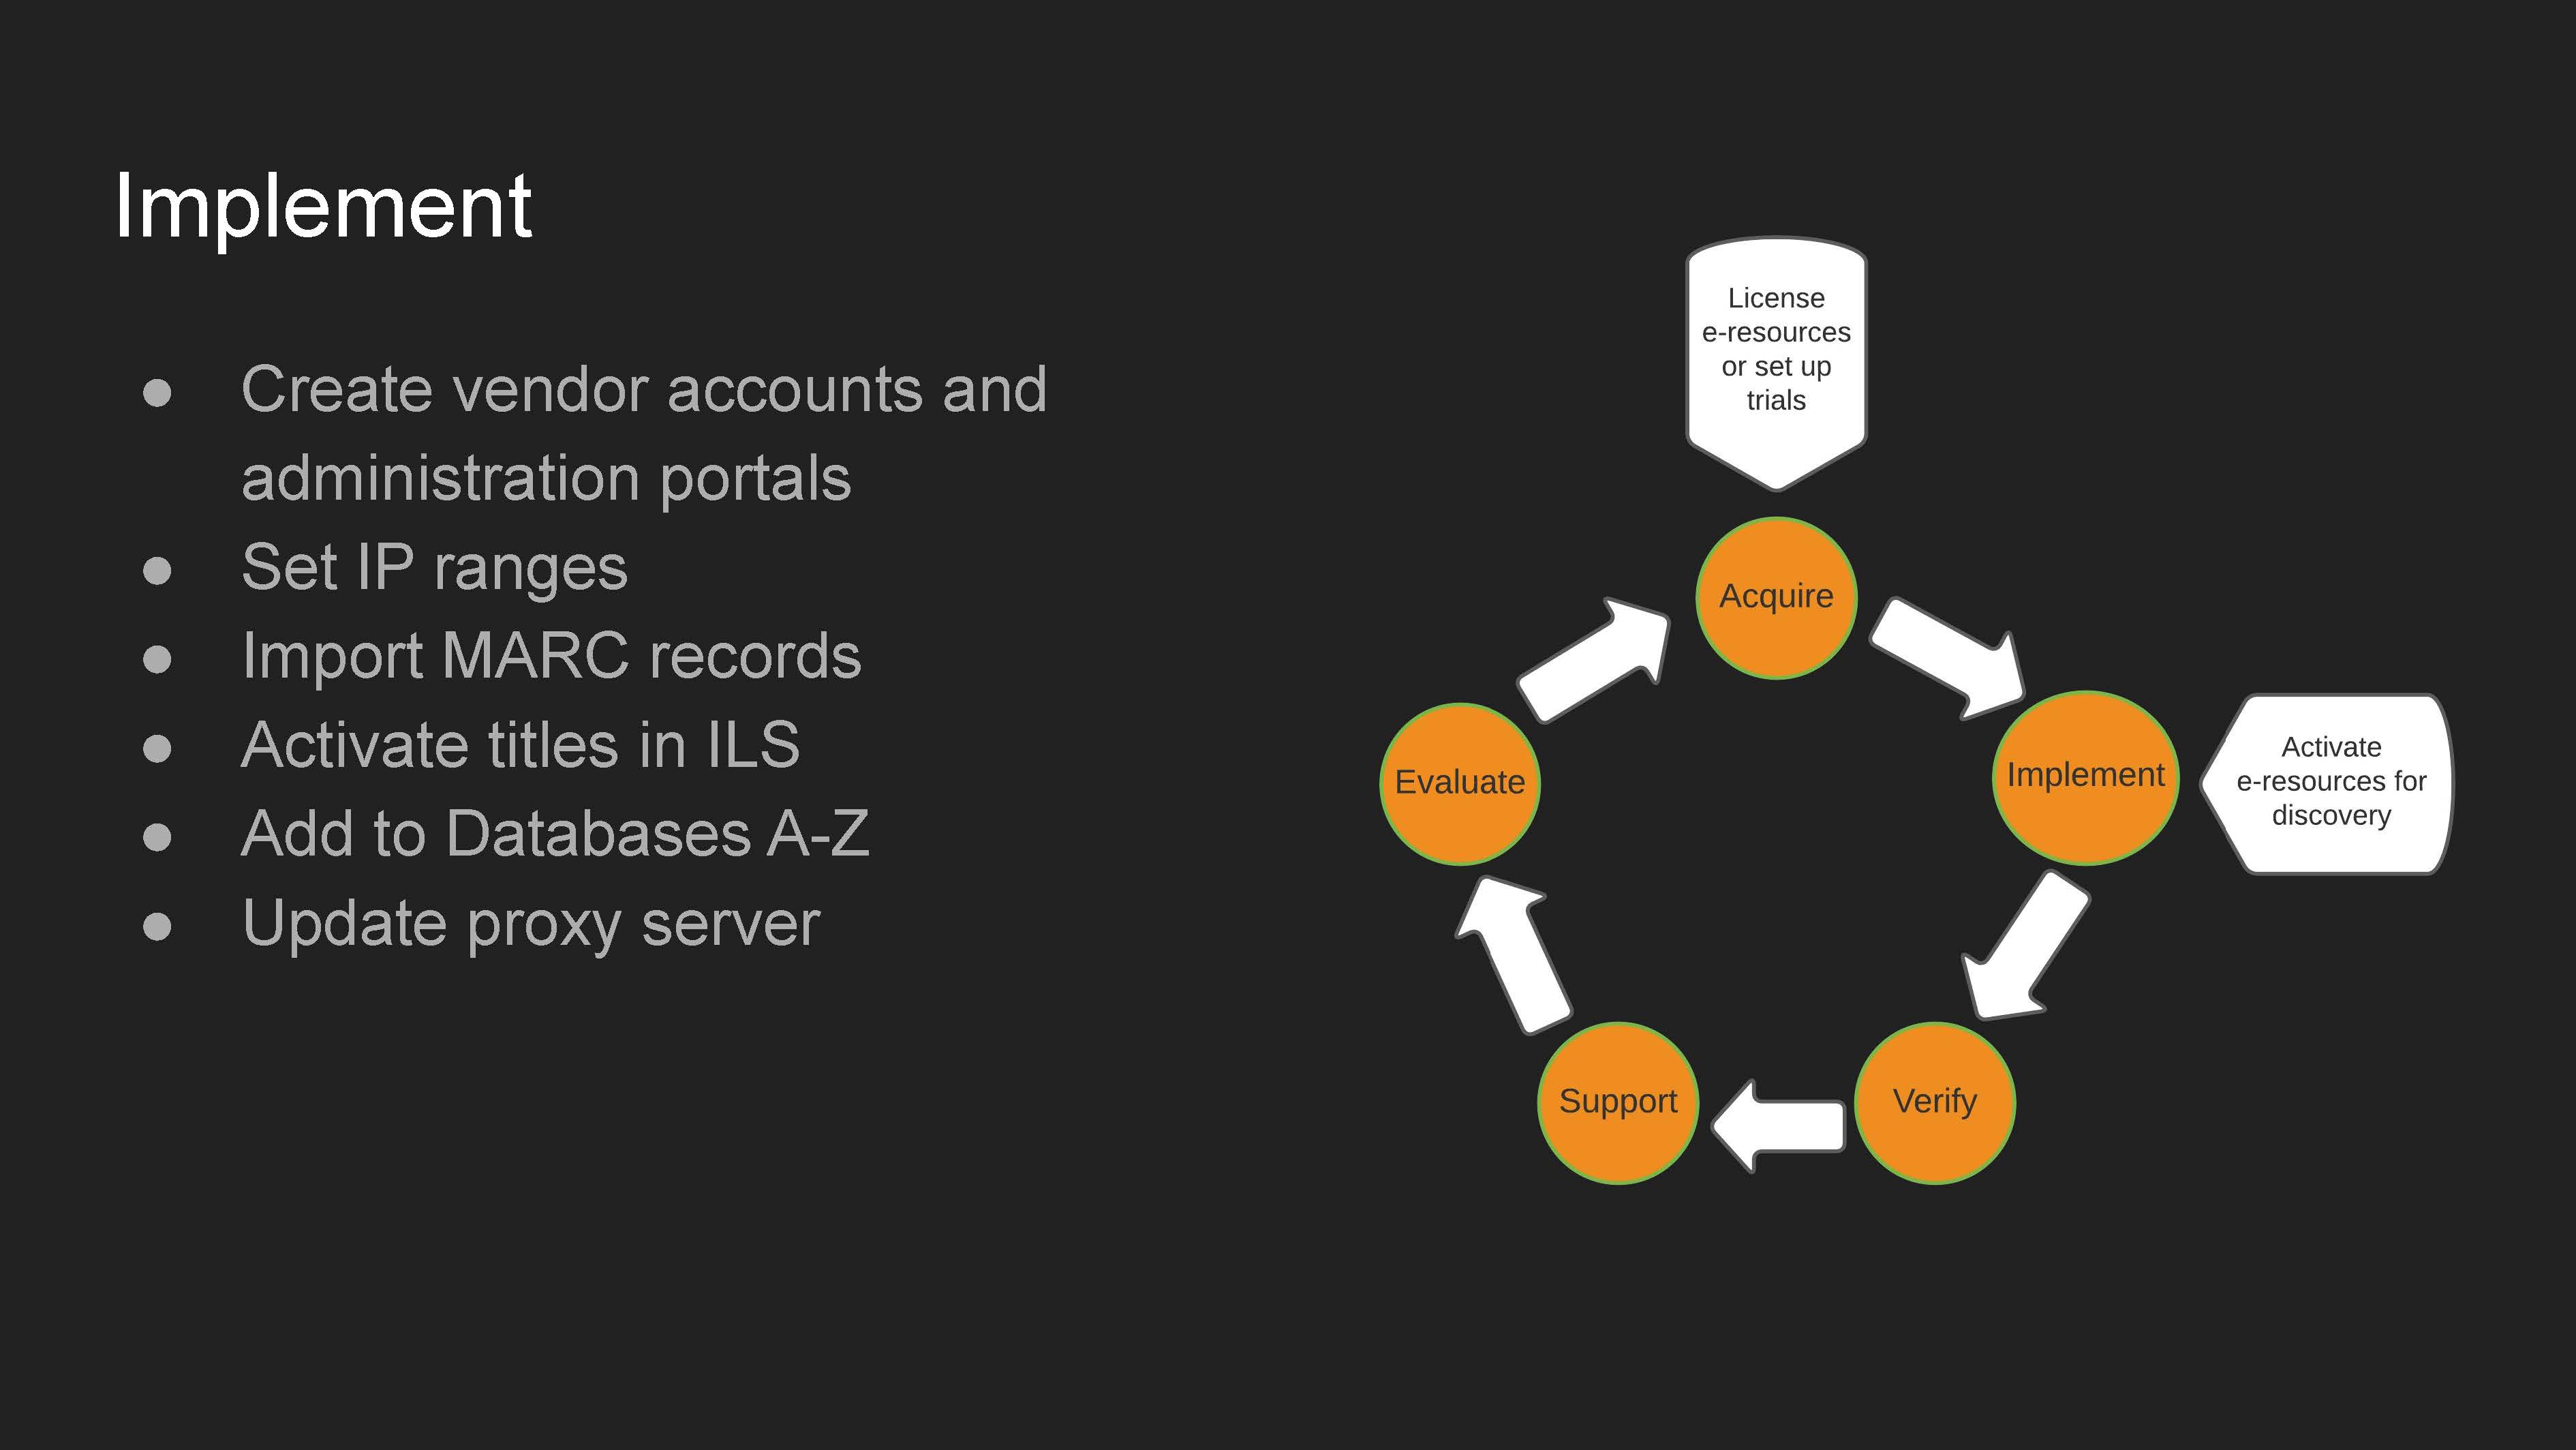 Implement
● Create vendor accounts and
administration portals
● Set IP ranges
● Import MARC records
● Activate titles in ILS
● Add to Databases A-Z
● Update proxy server
License
e-resources
or set up
trials
Acquire
Implement
Activate
e-resources for
discovery
Verify
Support
Evaluate